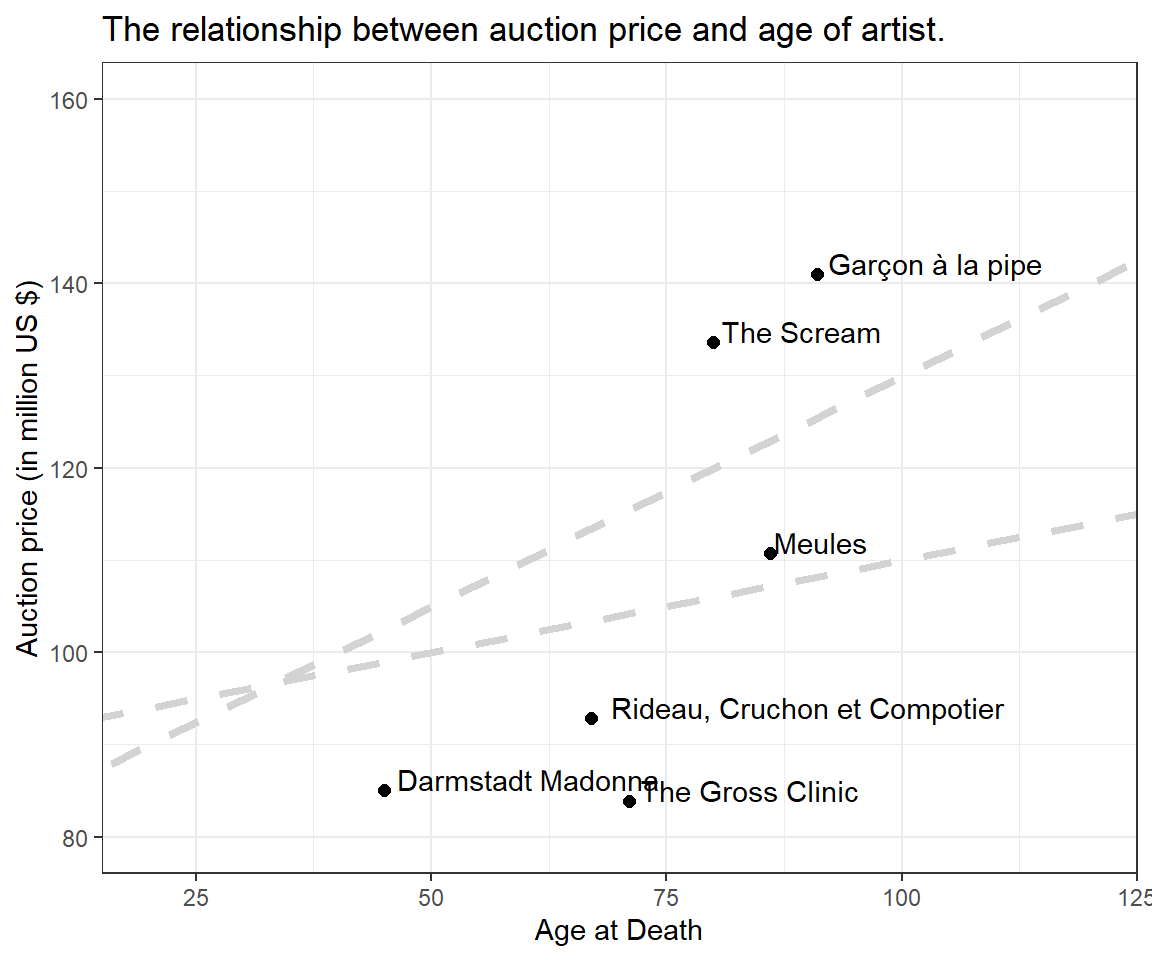 The relationship between auction price and age of artist.
Auction price (in million US $)
160
140
120
100
80
Garçon à la pipe
The Scream
Meules
Rideau, Cruchon et Compotier
Darmstadt Madonna
The Gross Clinic
25
50
75
100
125
Age at Death